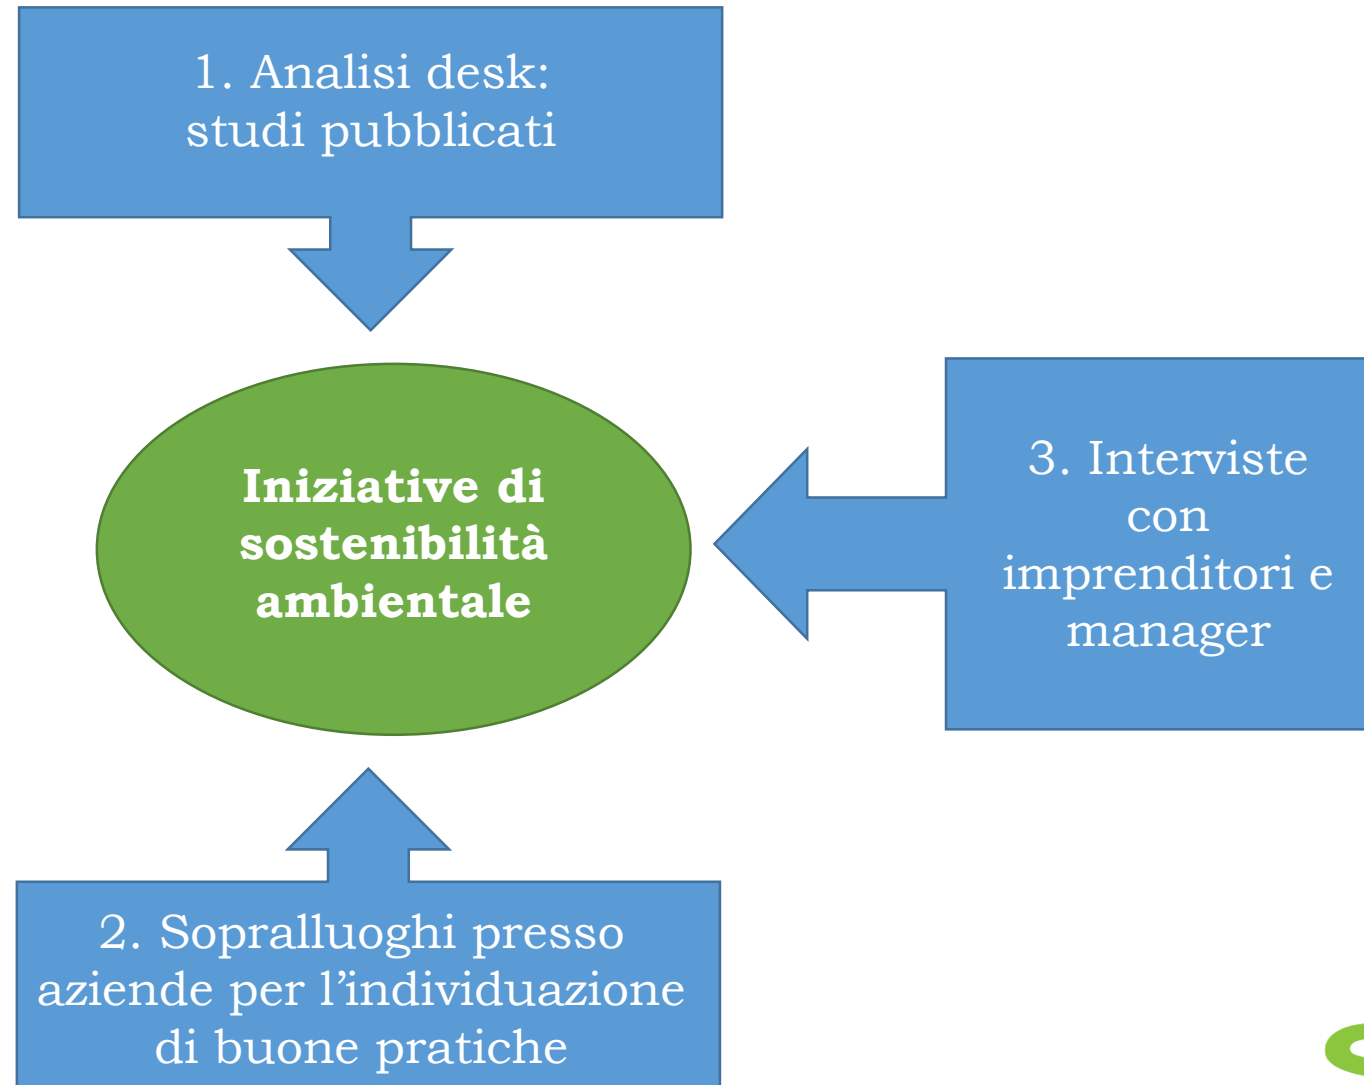 1. Analisi desk:
studi pubblicati
Iniziative di
sostenibilità
ambientale
3. Interviste
con
imprenditori e
manager
2. Sopralluoghi presso
aziende per l’individuazione
di buone pratiche